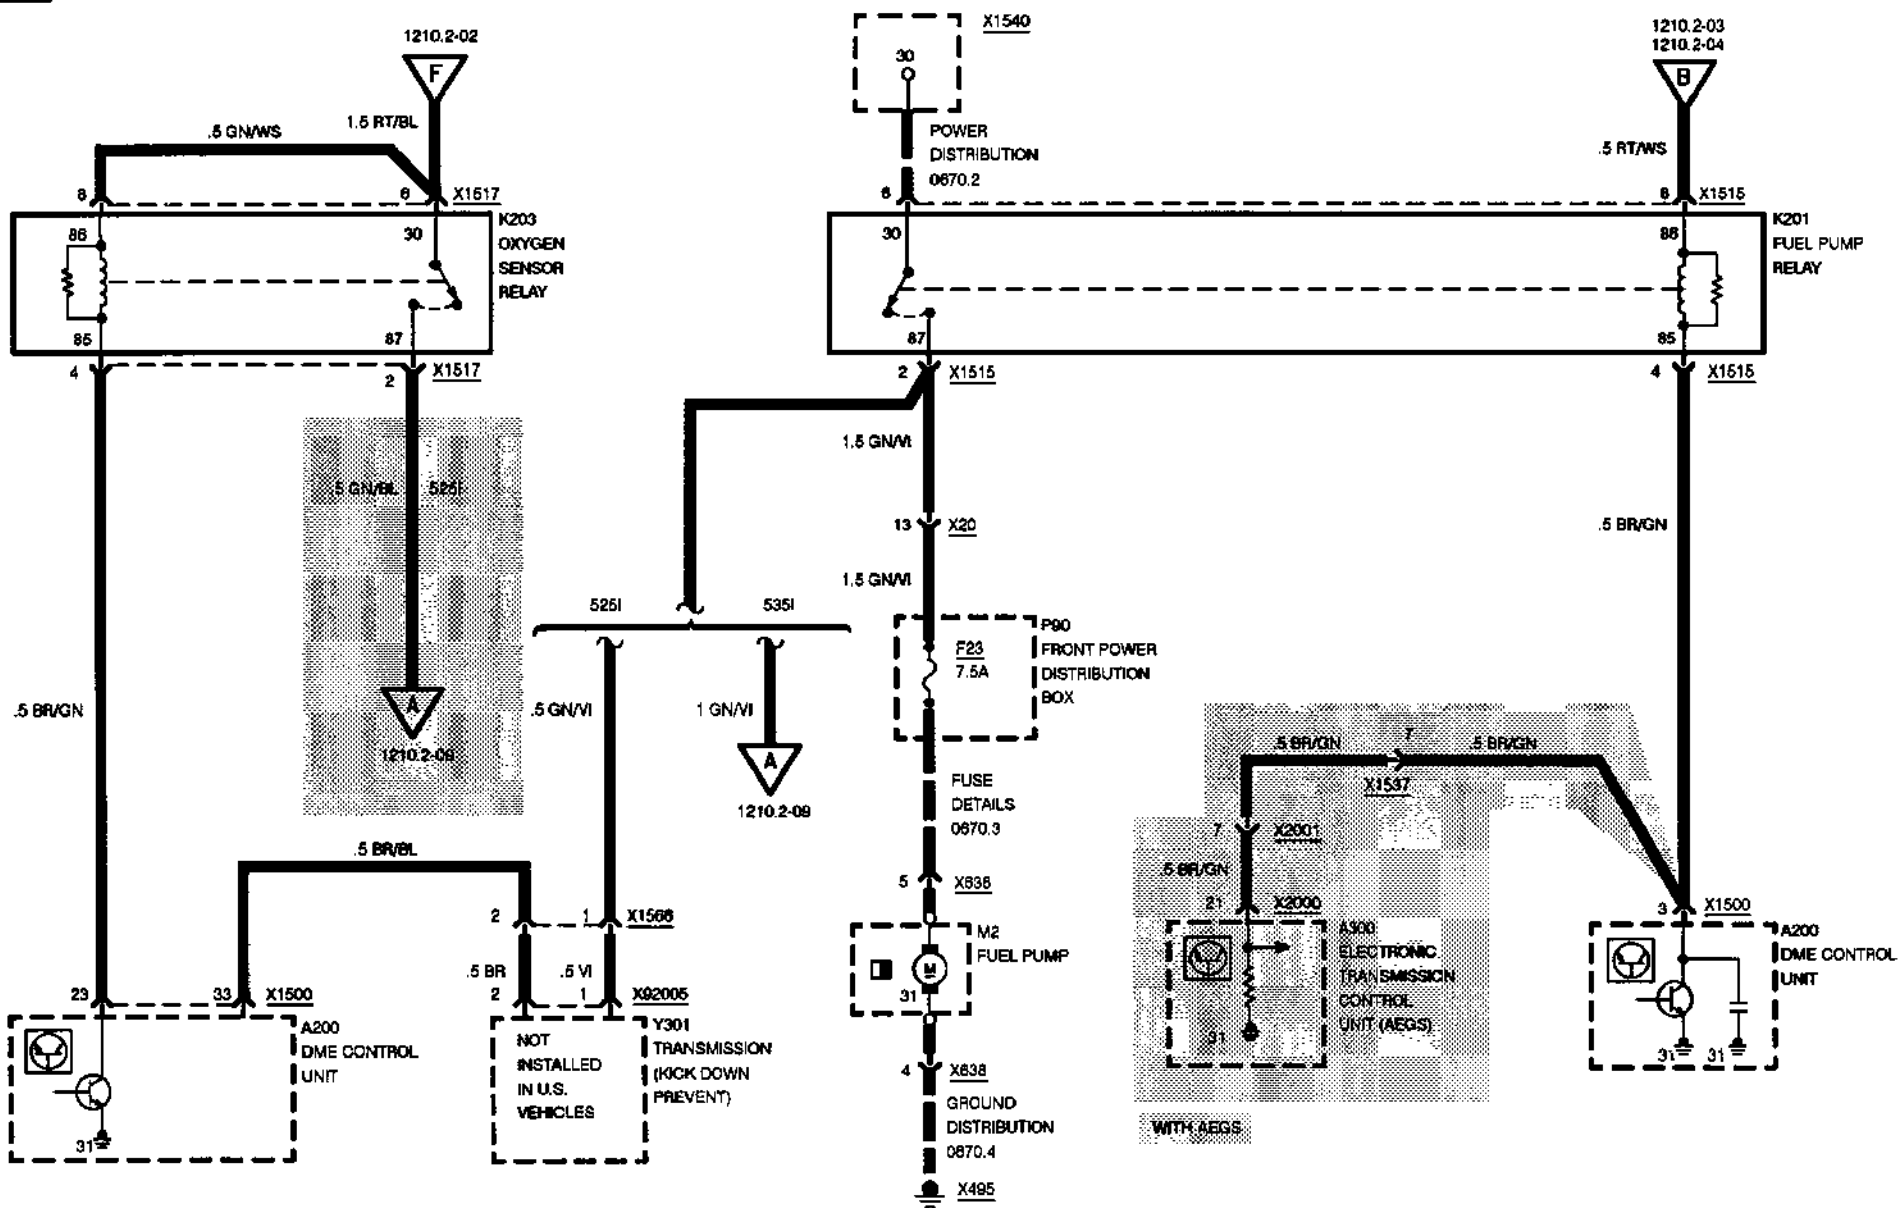 1210.2-02
F
.5 GN/WS
1.5 RT/BL
8
6
X1517
K203
OXYGEN
SENSOR
RELAY
86
30
85
87
4
2
X1517
.5 GN/BL
525I
A
1210.2-09
.5 BR/GN
X1540
30
POWER
DISTRIBUTION
0670.2
6
1210.2-03
1210.2-04
B
.5 RT/WS
8
X1515
K201
FUEL PUMP
RELAY
30
86
87
85
2
X1515
4
X1515
1.5 GN/VI
13
X20
1.5 GN/VI
.5 BR/GN
525I
535I
.5 GN/VI
1 GN/VI
A
1210.2-09
P90
FRONT POWER
DISTRIBUTION
BOX
F23
7.5A
FUSE
DETAILS
0670.3
5
X638
M2
FUEL PUMP
M
31
4
X638
GROUND
DISTRIBUTION
0670.4
X495
.5 BR/BL
2
1
X1566
.5 BR
.5 VI
2
1
X92005
NOT
INSTALLED
IN U.S.
VEHICLES
Y301
TRANSMISSION
(KICK DOWN
PREVENT)
23
33
X1500
A200
DME CONTROL
UNIT
31
.5 BR/GN
7
.5 BR/GN
X1537
7
X2001
.5 BR/GN
21
X2000
A300
ELECTRONIC
TRANSMISSION
CONTROL
UNIT (AEGS)
31
WITH AEGS
3
X1500
A200
DME CONTROL
UNIT
31
31